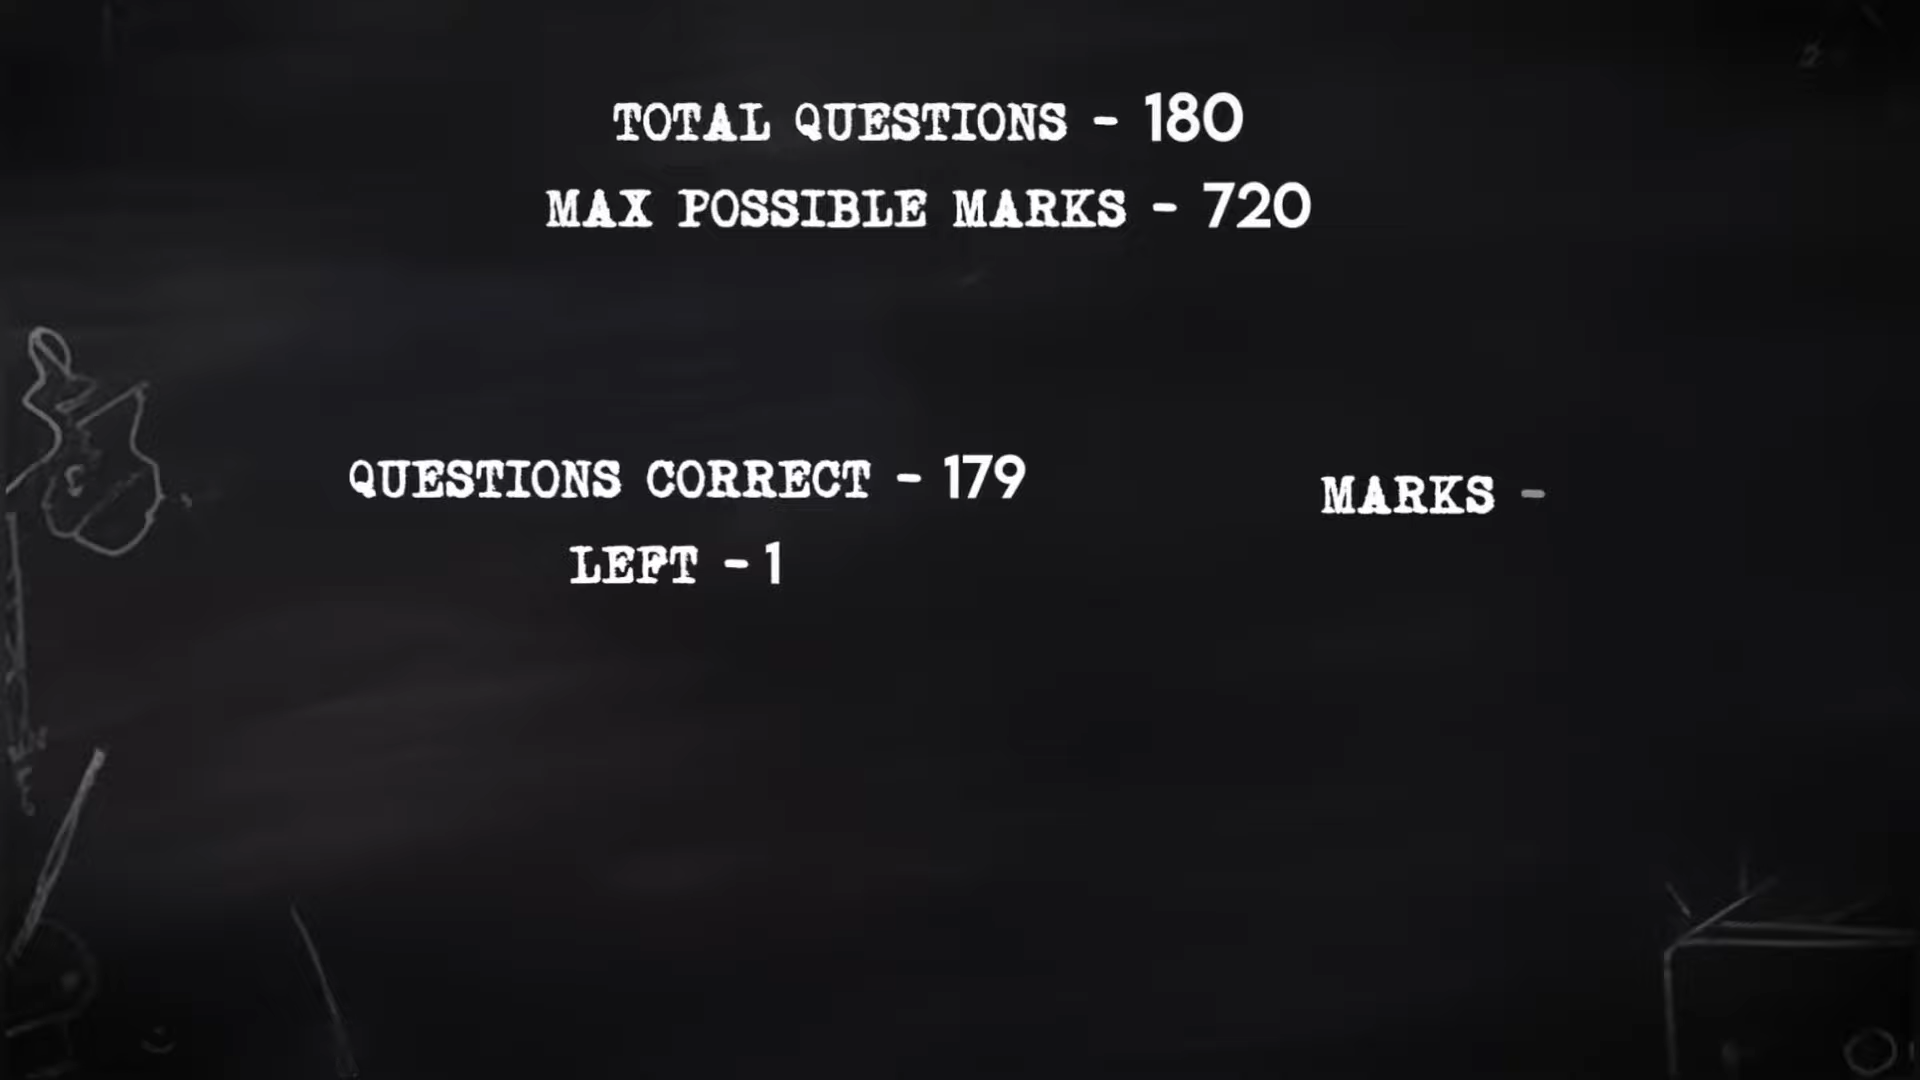 TOTAL QUESTIONS - 180
MAX POSSIBLE MARKS - 720
QUESTIONS CORRECT - 179
LEFT - 1
MARKS -